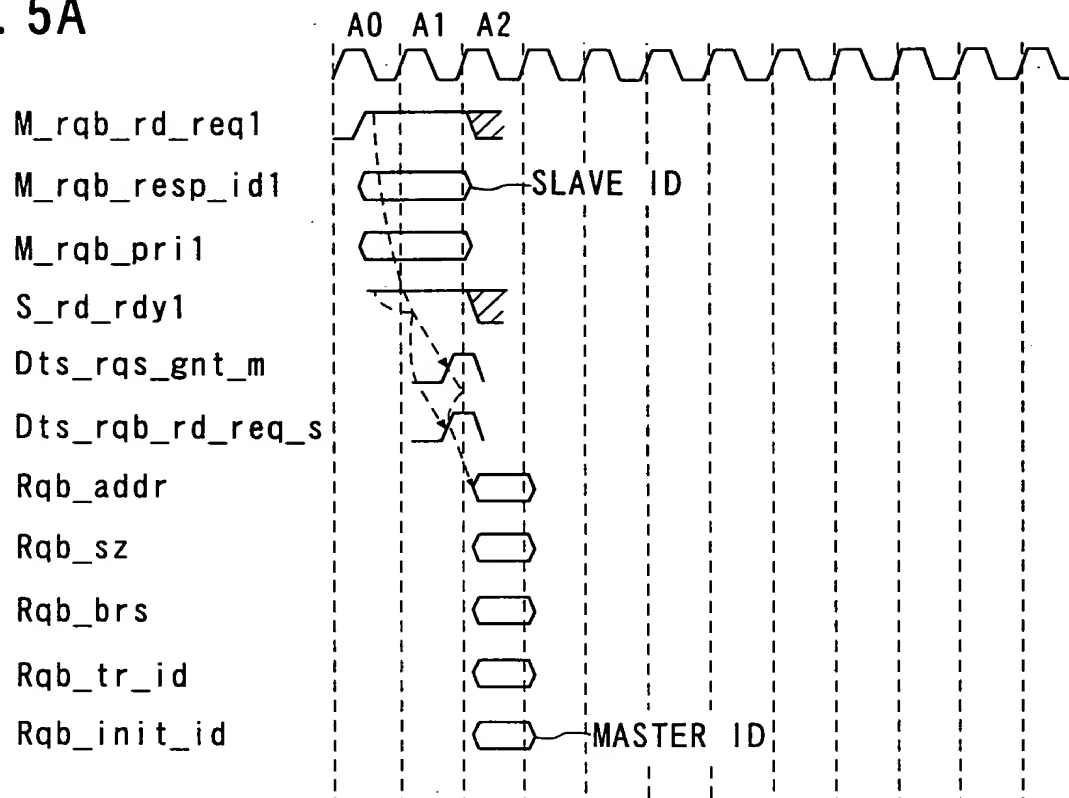 . 5A
A0 A1 A2
M_rqb_rd_req1
M_rqb_resp_id1
SLAVE ID
M_rqb_pri1
S_rd_rdy1
Dts_rqs_gnt_m
Dts_rqb_rd_req_s
Rqb_addr
Rqb_sz
Rqb_brs
Rqb_tr_id
Rqb_init_id
MASTER ID